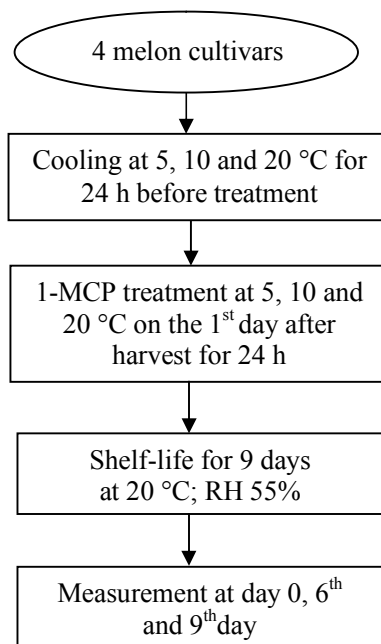 4 melon cultivars
Cooling at 5, 10 and 20 °C for
24 h before treatment
1-MCP treatment at 5, 10 and
20 °C on the 1st day after
harvest for 24 h
Shelf-life for 9 days
at 20 °C; RH 55%
Measurement at day 0, 6th
and 9th day